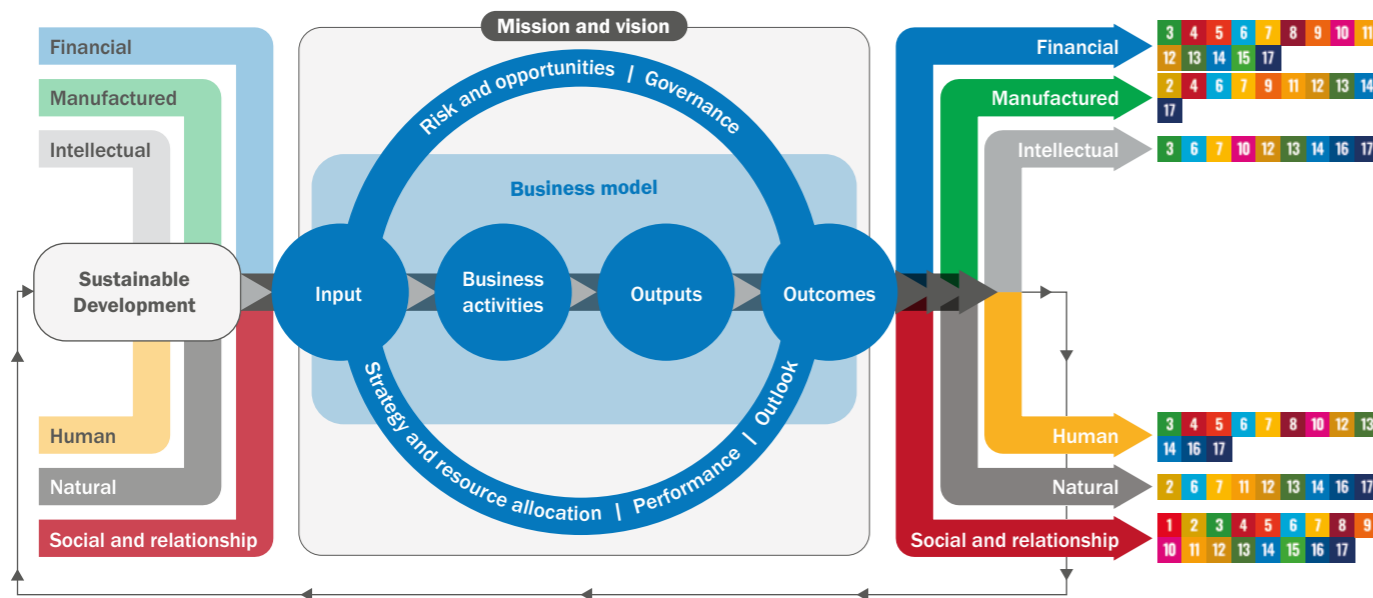 Mission and vision
Financial
Manufactured
Intellectual
Sustainable
Development
Human
Natural
Social and relationship
Risk and opportunities | Governance
Business model
Input
Business
activities
Outputs
Outcomes
Strategy and resource allocation | Performance | Outlook
Financial
3 4 5 6 7 8 9 10 11
12 13 14 15 17
Manufactured
2 4 6 7 9 11 12 13 14
17
Intellectual
3 6 7 10 12 13 14 16 17
Human
3 4 5 6 7 8 10 12 13
14 16 17
Natural
2 6 7 11 12 13 14 16 17
Social and relationship
1 2 3 4 5 6 7 8 9
10 11 12 13 14 15 16 17